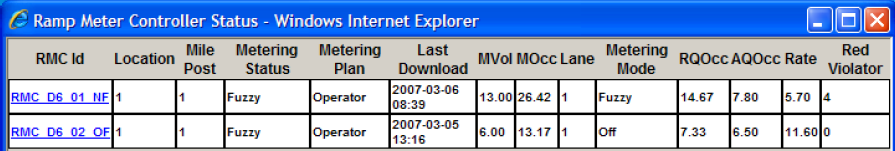 Ramp Meter Controller Status - Windows Internet Explorer
RMC Id Location Mile Post Metering Status Metering Plan Last Download MVol MOcc Lane Metering Mode RQOcc AQOcc Rate Red Violator
RMC_D6_01_NF 1 1 Fuzzy Operator 2007-03-06 08:39 13.00 26.42 1 Fuzzy 14.67 7.80 5.70 4
RMC_D6_02_OF 1 1 Fuzzy Operator 2007-03-05 13:16 6.00 13.17 1 Off 7.33 6.50 11.60 0